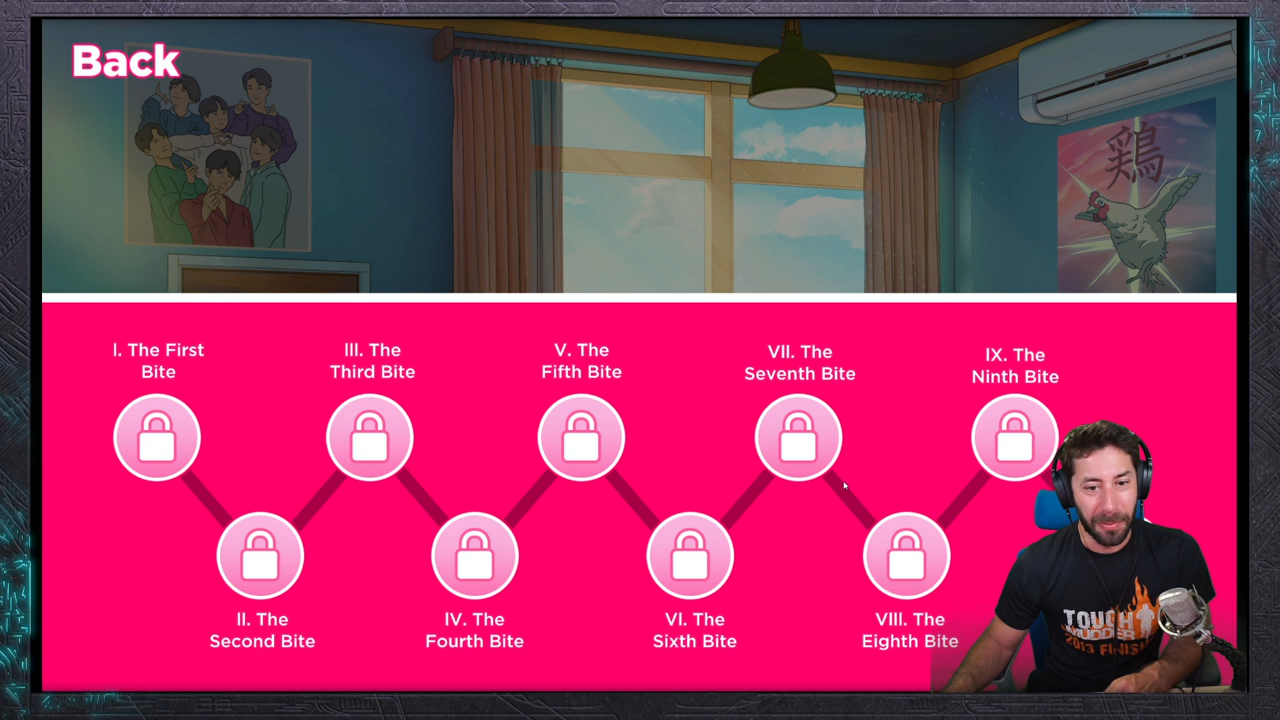 Back
鶏
I. The First
Bite
III. The
Third Bite
V. The
Fifth Bite
VII. The
Seventh Bite
IX. The
Ninth Bite
II. The
Second Bite
IV. The
Fourth Bite
VI. The
Sixth Bite
VIII. The
Eighth Bite
TOUGH
MUDDER
2013 FINIS